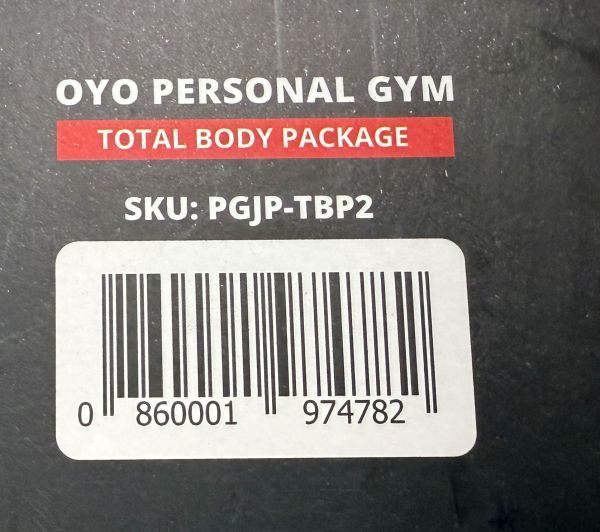 OYO PERSONAL GYM
TOTAL BODY PACKAGE
SKU: PGJP-TBP2
0 860001 974782